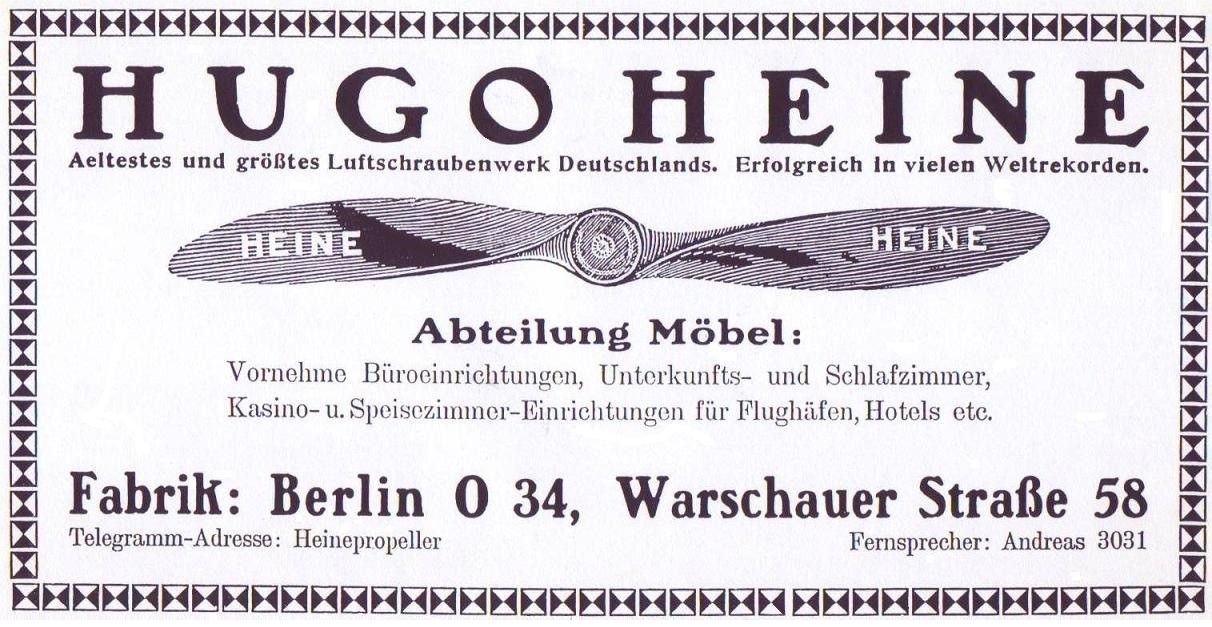 HUGO HEINE
Aeltestes und größtes Luftschraubenwerk Deutschlands. Erfolgreich in vielen Weltrekorden.
HEINE HEINE
Abteilung Möbel:
Vornehme Büroeinrichtungen, Unterkunfts- und Schlafzimmer,
Kasino- u. Speisezimmer-Einrichtungen für Flughäfen, Hotels etc.
Fabrik: Berlin O 34, Warschauer Straße 58
Telegramm-Adresse: Heinepropeller Fernsprecher: Andreas 3031